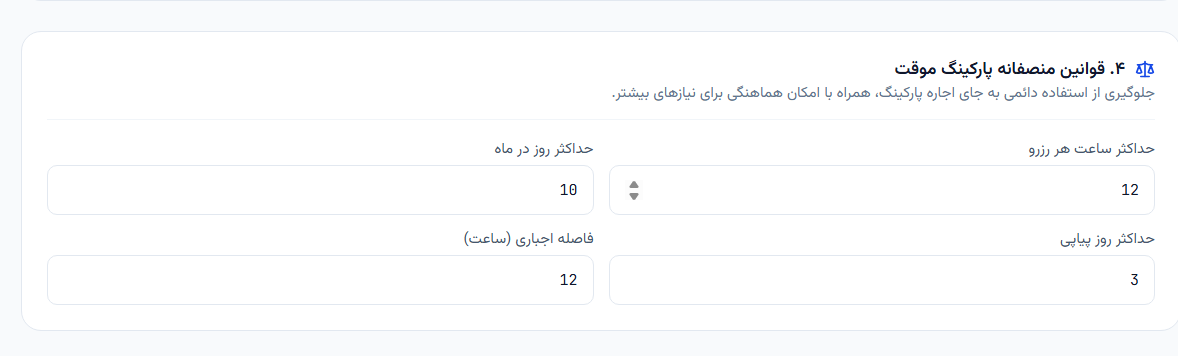 ۴. قوانین منصفانه پارکینگ موقت
جلوگیری از استفاده دائمی به جای اجاره پارکینگ، همراه با امکان هماهنگی برای نیازهای بیشتر.
حداکثر ساعت هر رزرو
12
حداکثر روز در ماه
10
حداکثر روز پیاپی
3
فاصله اجباری (ساعت)
12